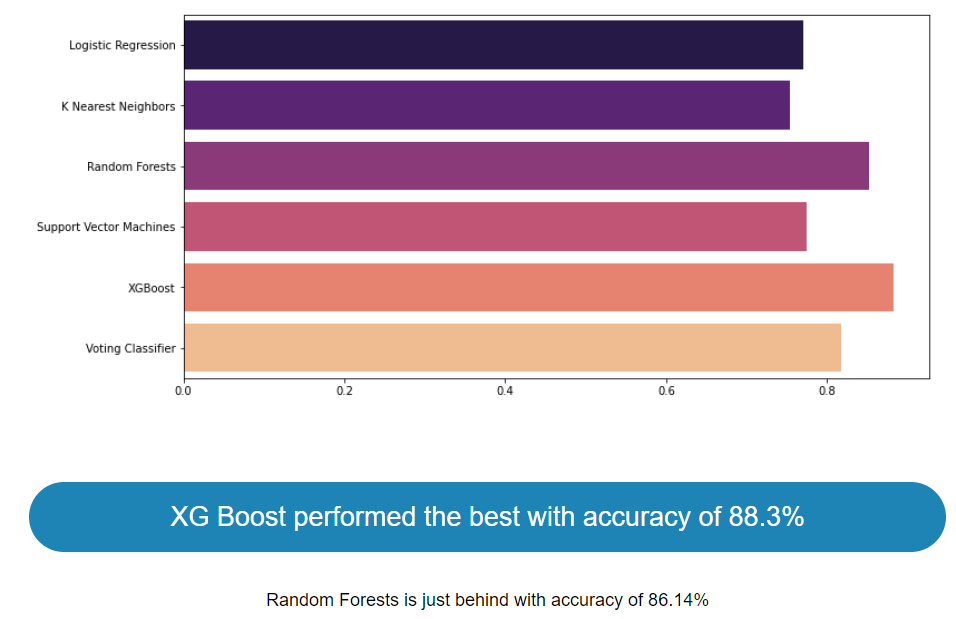 Logistic Regression
K Nearest Neighbors
Random Forests
Support Vector Machines
XGBoost
Voting Classifier
0.0 0.2 0.4 0.6 0.8
XG Boost performed the best with accuracy of 88.3%
Random Forests is just behind with accuracy of 86.14%